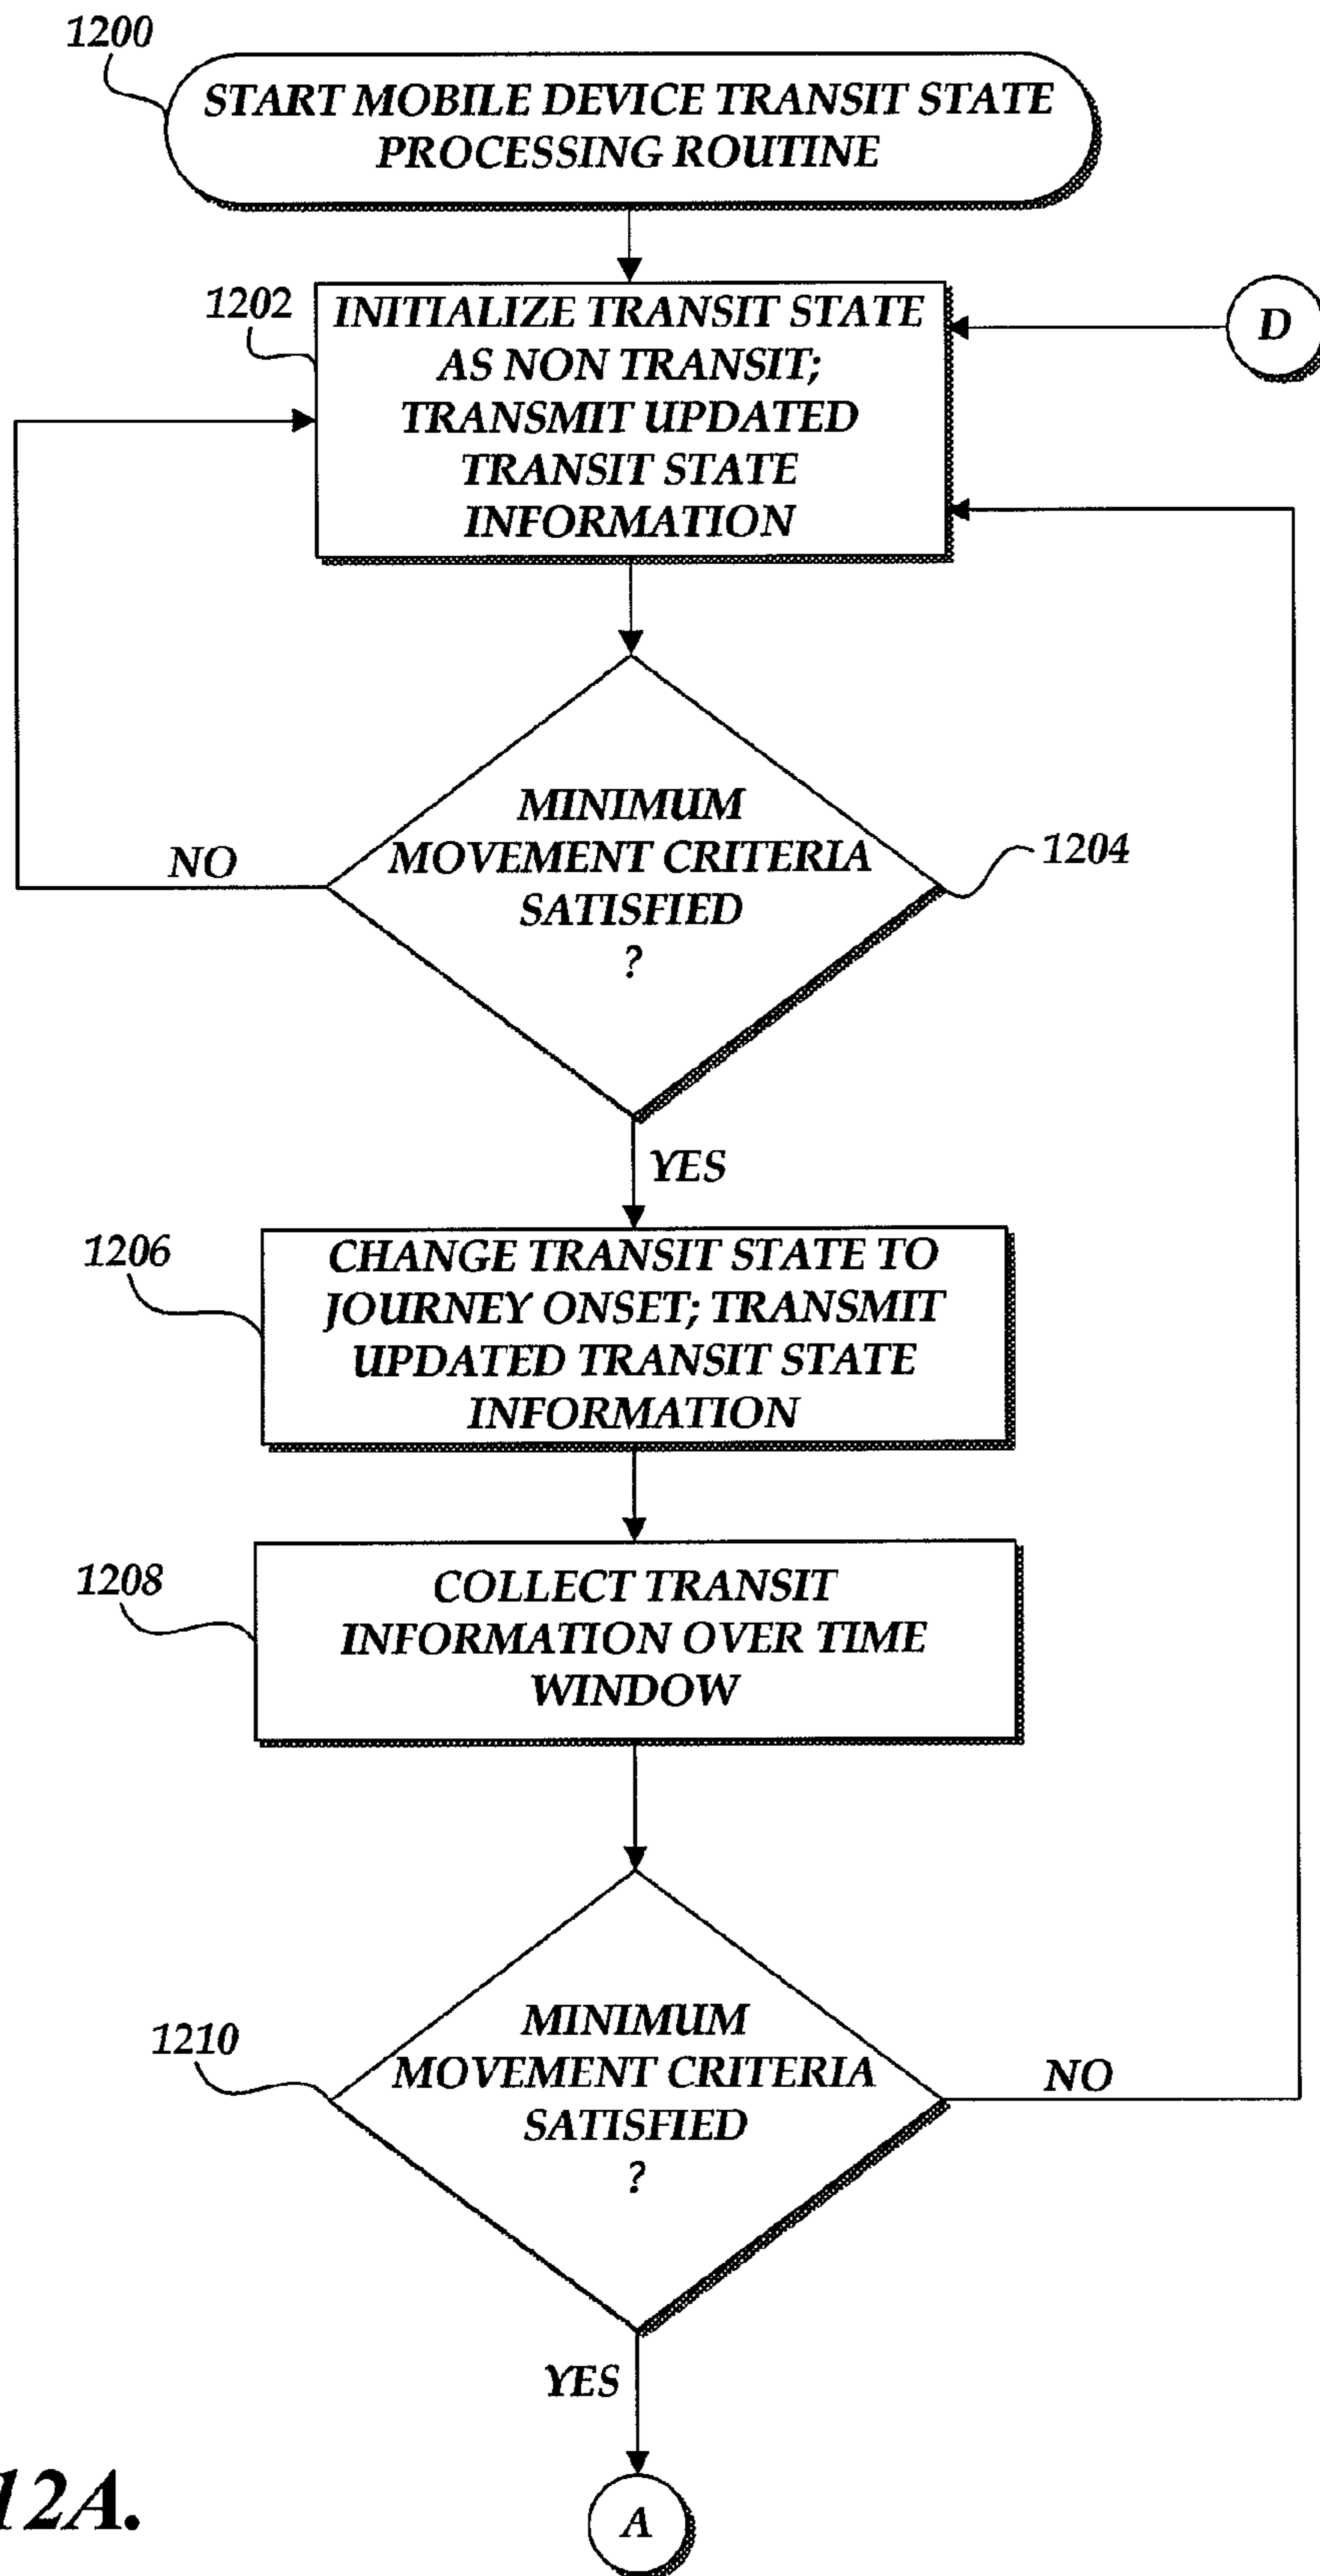 1200
START MOBILE DEVICE TRANSIT STATE
PROCESSING ROUTINE
1202
INITIALIZE TRANSIT STATE
AS NON TRANSIT;
TRANSMIT UPDATED
TRANSIT STATE
INFORMATION
D
MINIMUM
MOVEMENT CRITERIA
SATISFIED
?
NO
1204
YES
1206
CHANGE TRANSIT STATE TO
JOURNEY ONSET; TRANSMIT
UPDATED TRANSIT STATE
INFORMATION
1208
COLLECT TRANSIT
INFORMATION OVER TIME
WINDOW
1210
MINIMUM
MOVEMENT CRITERIA
SATISFIED
?
NO
YES
A
12A.